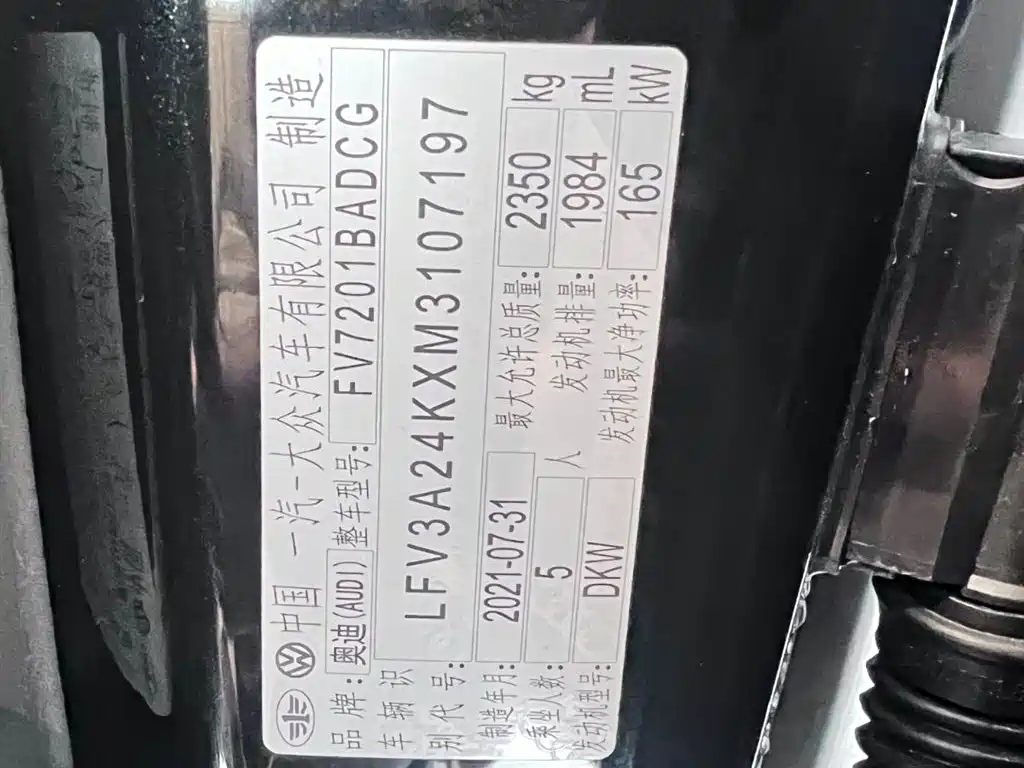 中国 一汽-大众汽车有限公司 制造
品牌:奥迪(AUDI) 整车型号:FV7201BADCG
车辆识别代号:LFV3A24KXM3107197
制造年月:2021-07-31 最大允许总质量:2350 kg
乘坐人数:5 人 发动机排量:1984 mL
发动机型号:DKW 发动机最大净功率:165 kW